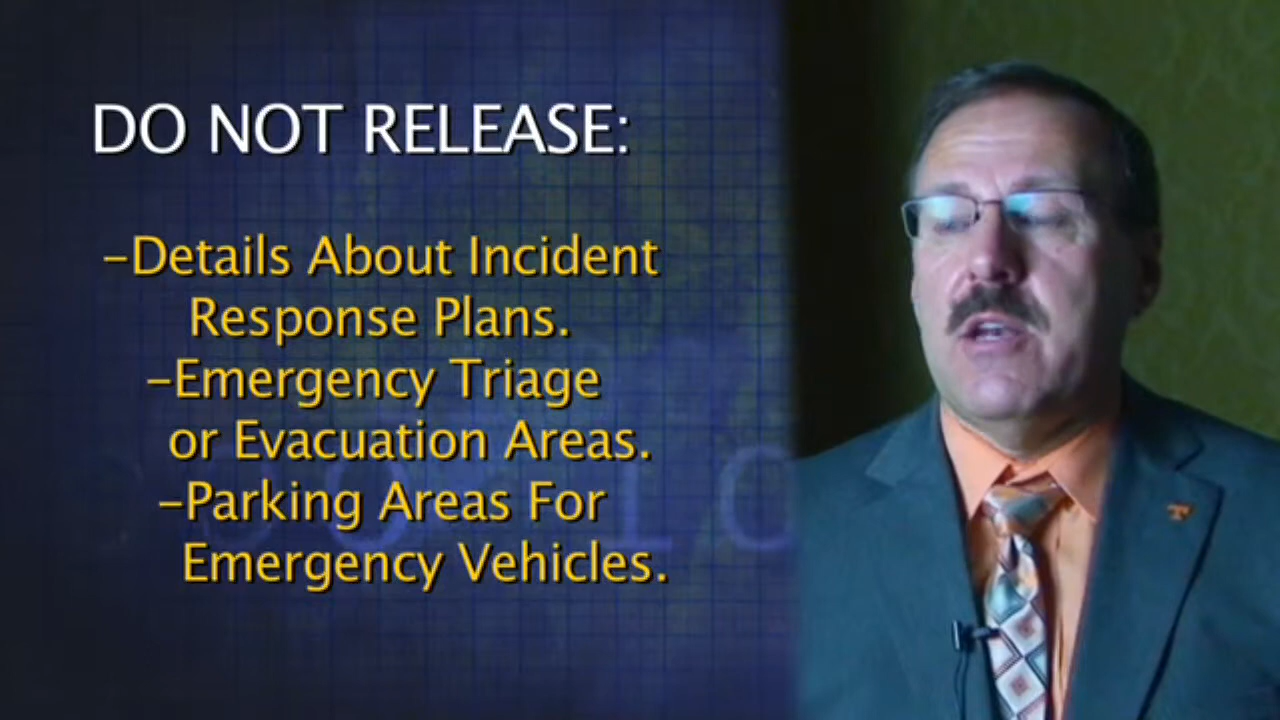 DO NOT RELEASE:
-Details About Incident
Response Plans.
-Emergency Triage
or Evacuation Areas.
-Parking Areas For
Emergency Vehicles.